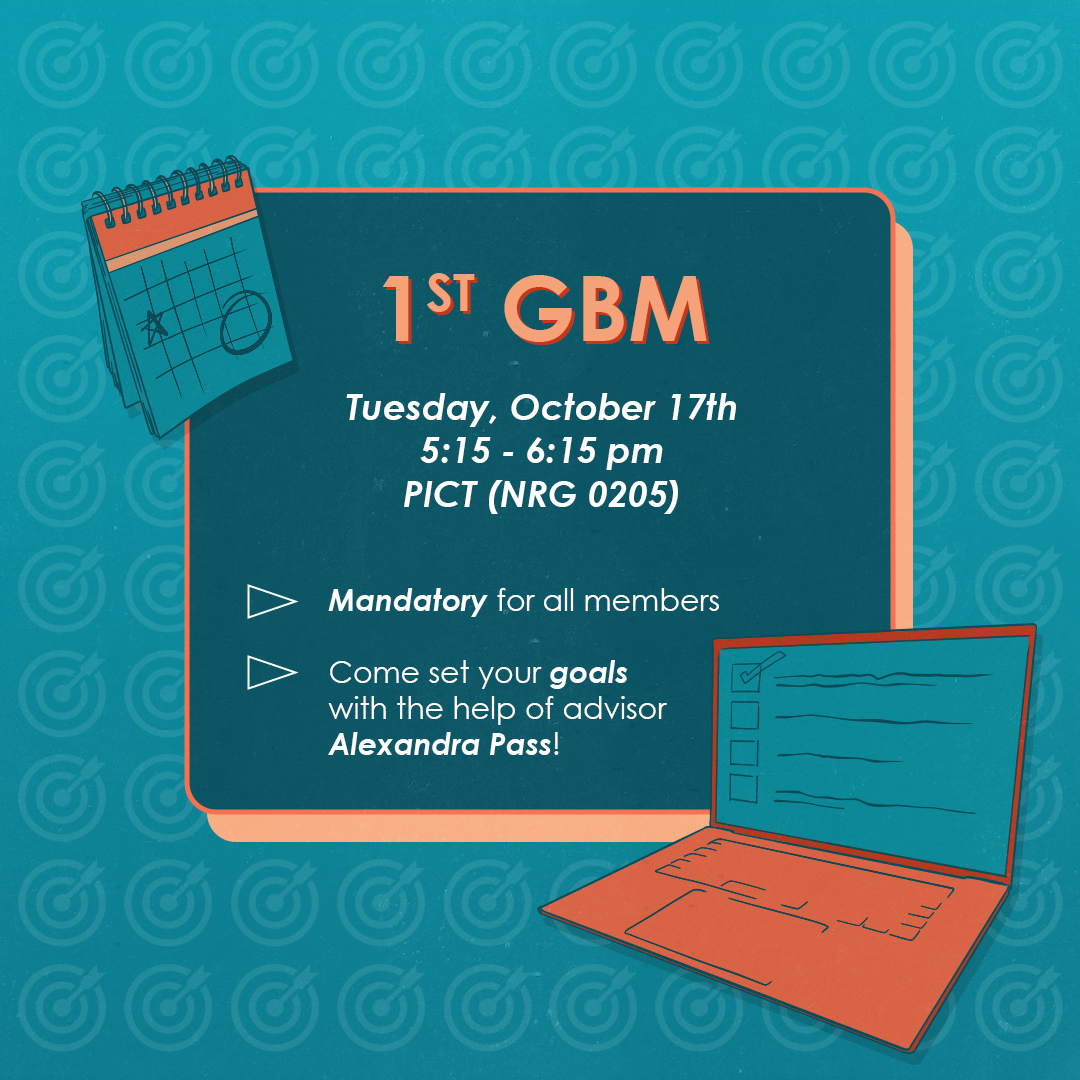 1ST GBM
Tuesday, October 17th
5:15 - 6:15 pm
PICT (NRG 0205)
Mandatory for all members
Come set your goals
with the help of advisor
Alexandra Pass!